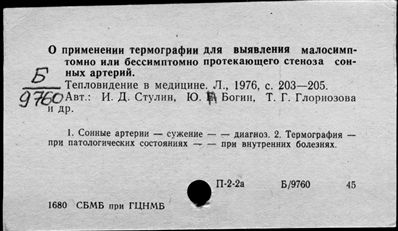 О применении термографии для выявления малосимп-
томно или бессимптомно протекающего стеноза сон-
ных артерий.
Б
9760
Тепловидение в медицине. Л., 1976, с. 203—205.
Авт.: И. Д. Стулин, Ю. Богин, Т. Г. Глориозова
и др.
1. Сонные артерии — сужение — — диагноз. 2. Термография —
при патологических состояниях — — при внутренних болезнях.
П-2-2а Б/9760 45
1680 СБМБ при ГЦНМБ